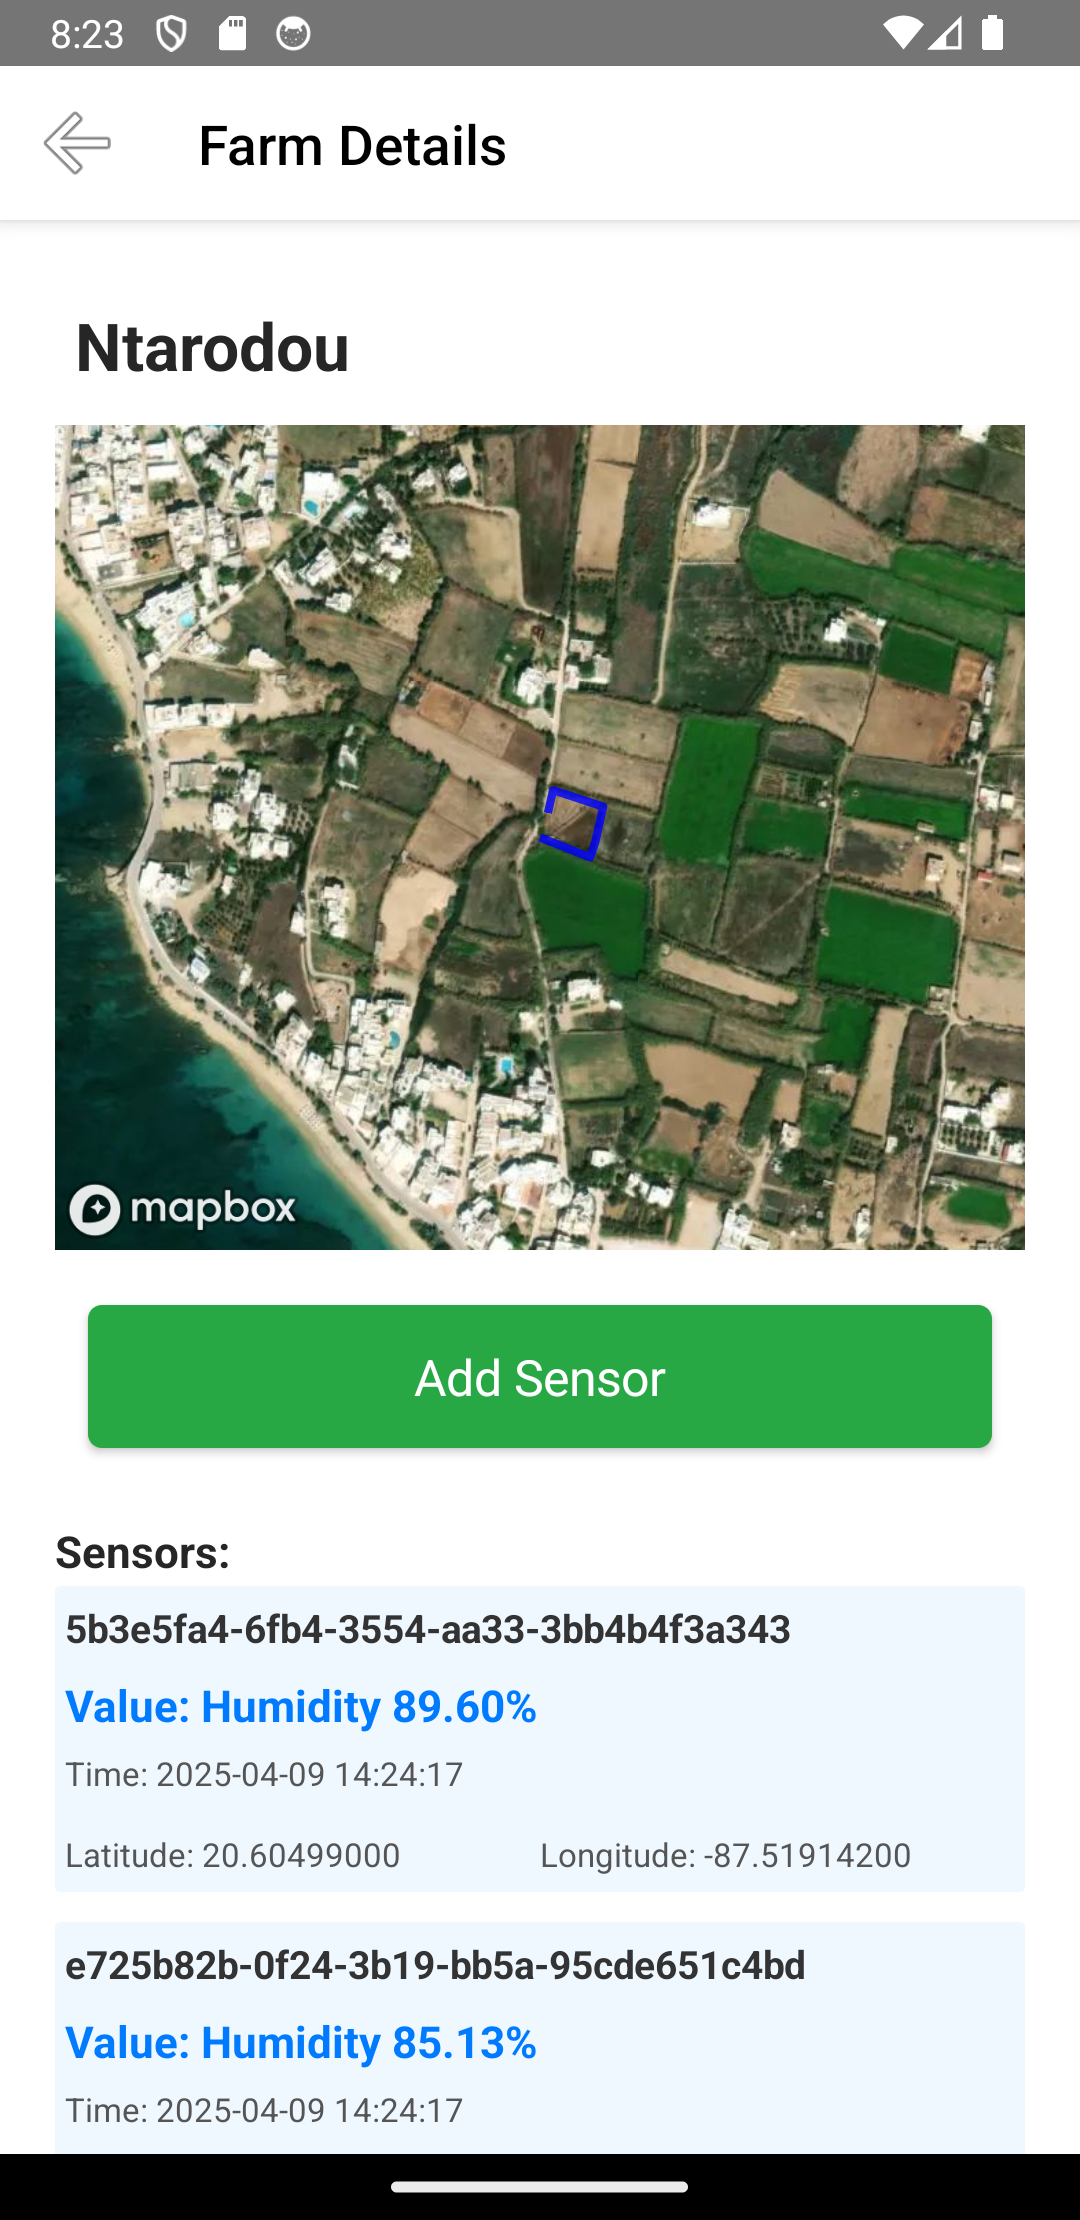 8:23
Farm Details
Ntarodou
mapbox
Add Sensor
Sensors:
5b3e5fa4-6fb4-3554-aa33-3bb4b4f3a343
Value: Humidity 89.60%
Time: 2025-04-09 14:24:17
Latitude: 20.60499000 Longitude: -87.51914200
e725b82b-0f24-3b19-bb5a-95cde651c4bd
Value: Humidity 85.13%
Time: 2025-04-09 14:24:17